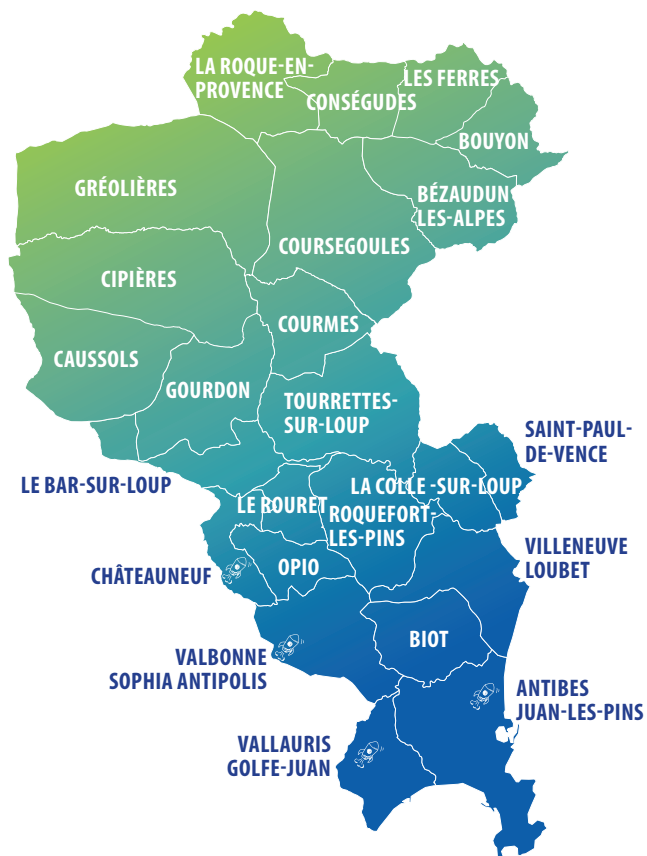 LA ROQUE-EN-
PROVENCE
CONSÉGUDES
LES FERRES
BOUYON
GRÉOLIÈRES
BÉZAUDUN
LES-ALPES
COURSEGOULES
CIPIÈRES
COURMES
CAUSSOLS
GOURDON
TOURRETTES-
SUR-LOUP
SAINT-PAUL-
DE-VENCE
LE BAR-SUR-LOUP
LA COLLE -SUR-LOUP
LE ROURET
ROQUEFORT-
LES-PINS
VILLENEUVE
LOUBET
CHÂTEAUNEUF
OPIO
BIOT
VALBONNE
SOPHIA ANTIPOLIS
ANTIBES
JUAN-LES-PINS
VALLAURIS
GOLFE-JUAN